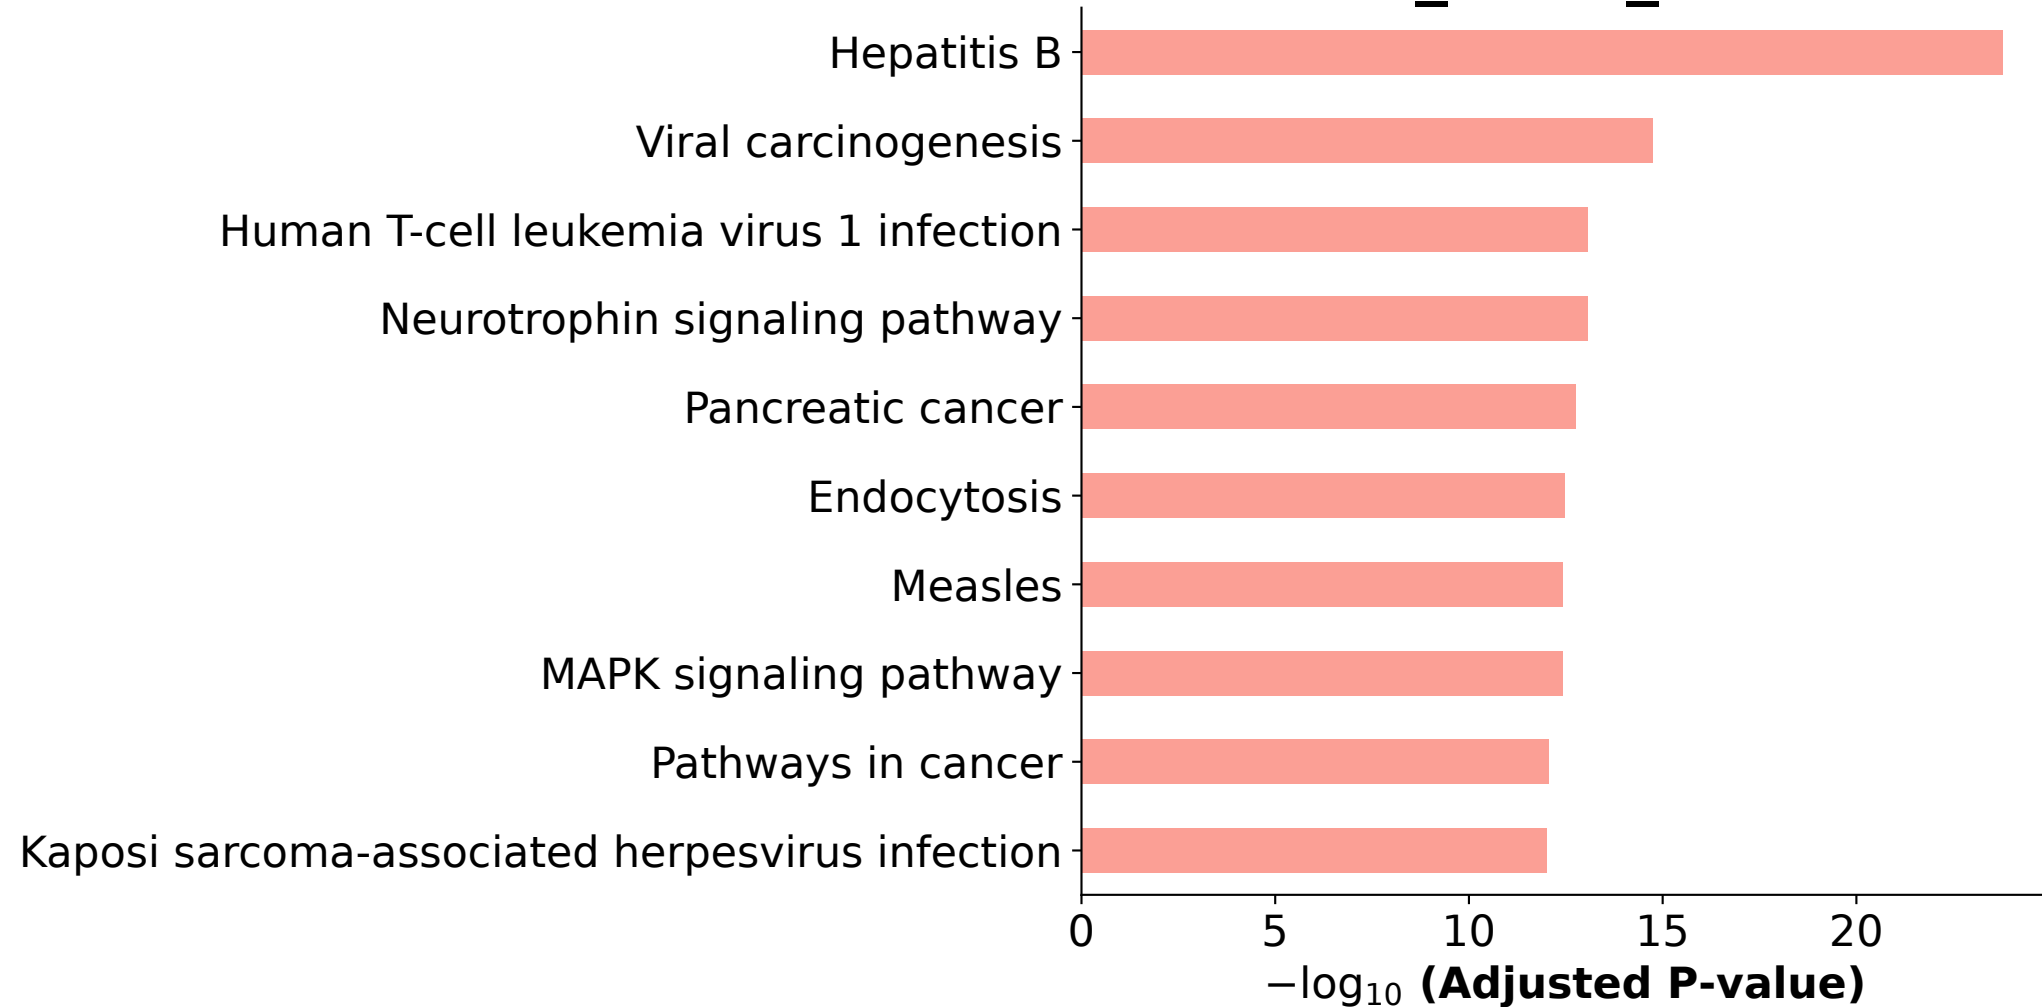 Hepatitis B
Viral carcinogenesis
Human T-cell leukemia virus 1 infection
Neurotrophin signaling pathway
Pancreatic cancer
Endocytosis
Measles
MAPK signaling pathway
Pathways in cancer
Kaposi sarcoma-associated herpesvirus infection
0 5 10 15 20
−log₁₀ (Adjusted P-value)